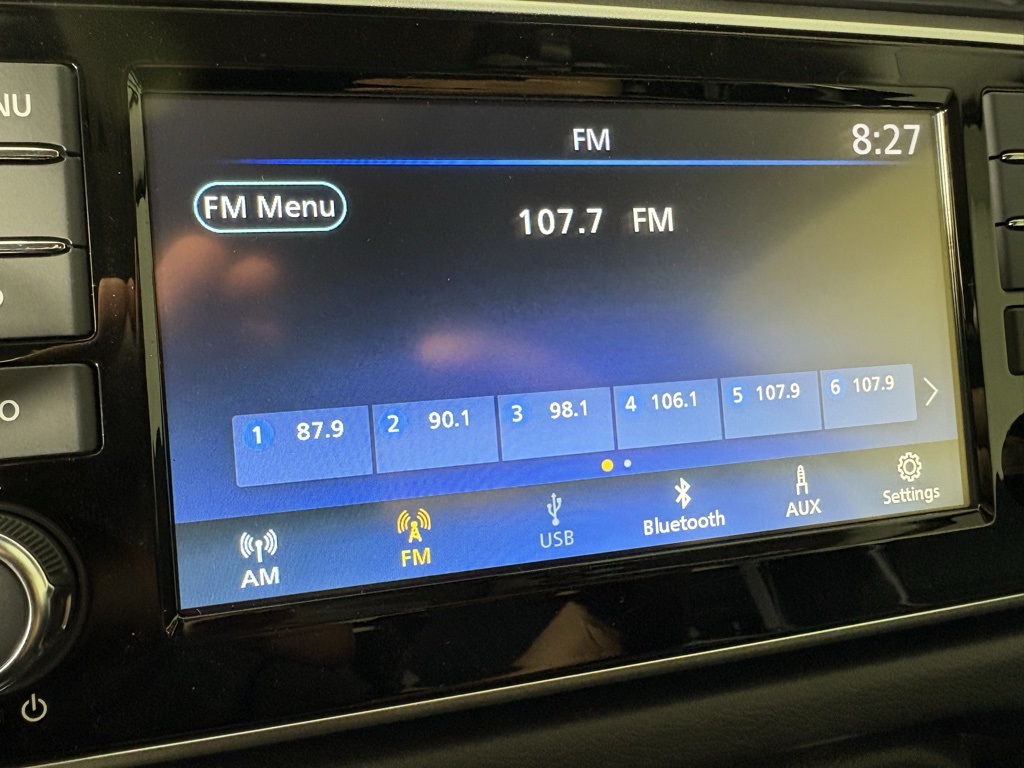 NU
FM
8:27
FM Menu
107.7 FM
1 87.9
2 90.1
3 98.1
4 106.1
5 107.9
6 107.9
AM
FM
USB
Bluetooth
AUX
Settings